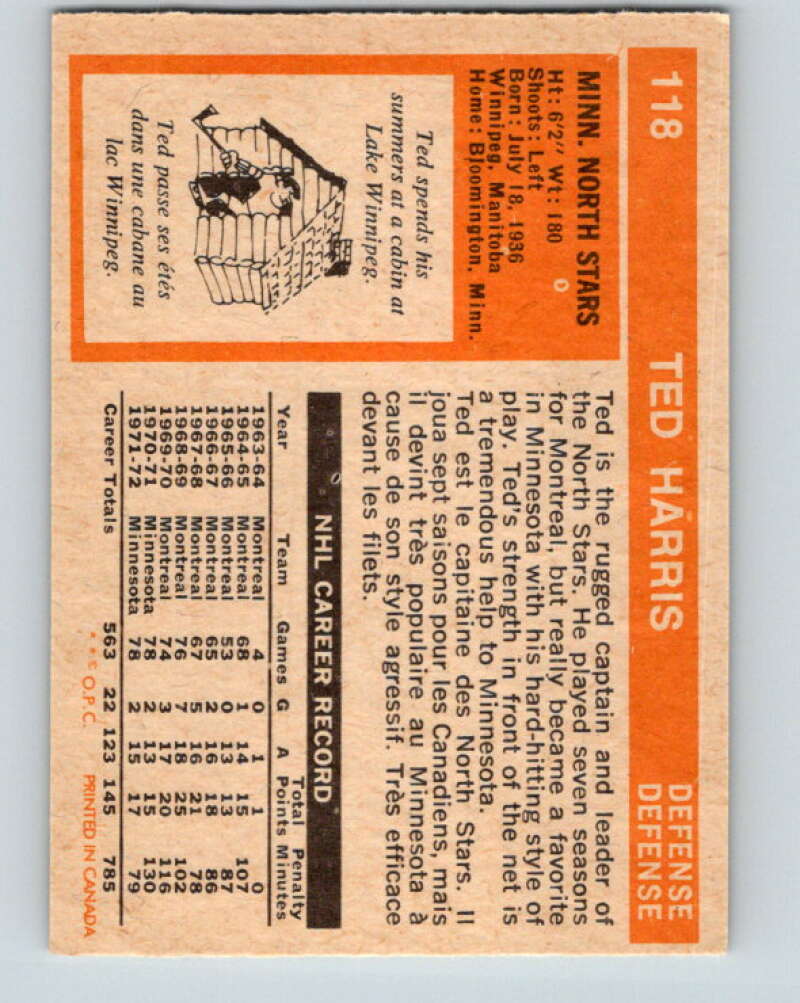 118 TED HARRIS DEFENSE
DEFENSE
MINN. NORTH STARS
Ht: 6'2" Wt: 180
Shoots: Left
Born: July 18, 1936
Winnipeg, Manitoba
Home: Bloomington, Minn.
Ted spends his
summers at a cabin at
Lake Winnipeg.
Ted passe ses étés
dans une cabane au
lac Winnipeg.
Ted is the rugged captain and leader of
the North Stars. He played seven seasons
for Montreal, but really became a favorite
in Minnesota with his hard-hitting style of
play. Ted's strength in front of the net is
a tremendous help to Minnesota.
Ted est le capitaine des North Stars. Il
joua sept saisons pour les Canadiens, mais
il devint très populaire au Minnesota à
cause de son style agressif. Très efficace
devant les filets.
NHL CAREER RECORD
Total Penalty
Year Team Games G A Points Minutes
1963-64 Montreal 4 0 1 1 0
1964-65 Montreal 68 1 14 15 107
1965-66 Montreal 53 0 13 13 87
1966-67 Montreal 65 2 16 18 86
1967-68 Montreal 67 5 16 21 78
1968-69 Montreal 76 7 18 25 102
1969-70 Montreal 74 3 17 20 116
1970-71 Minnesota 78 2 13 15 130
1971-72 Minnesota 78 2 15 17 79
Career Totals 563 22 123 145 785
* * © O.P.C. PRINTED IN CANADA